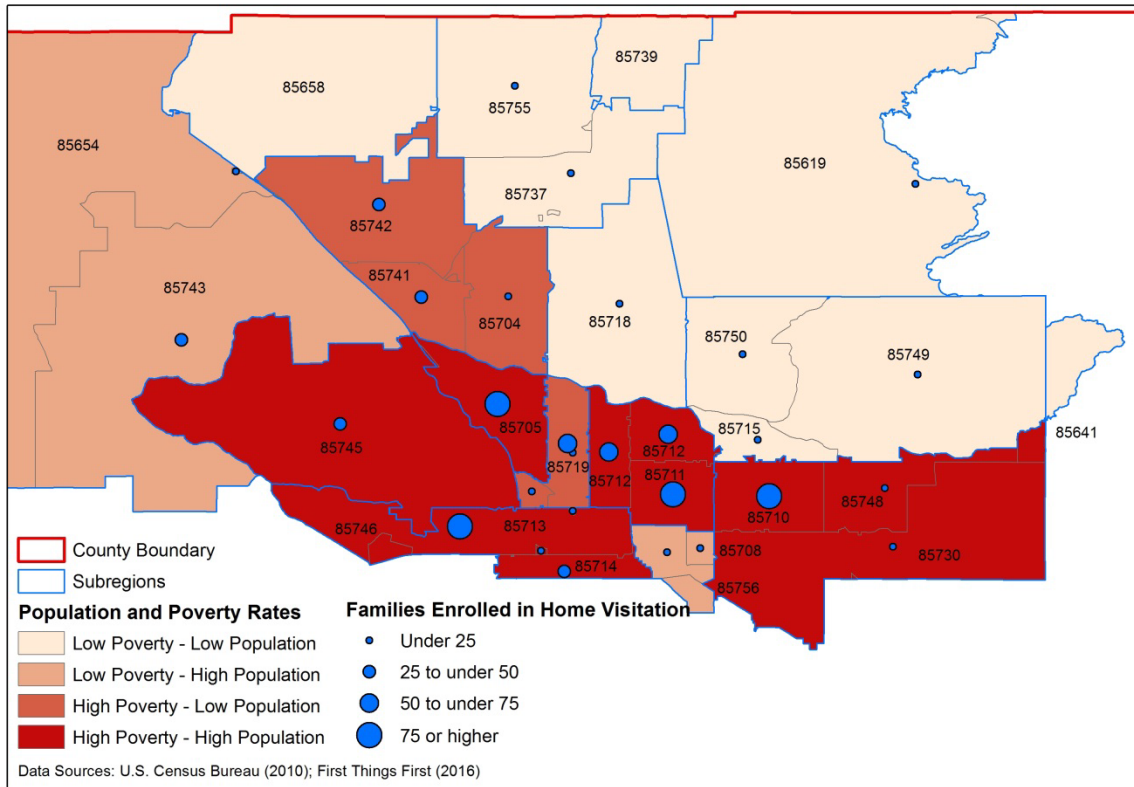 85739
85658
85755
85654
85619
85737
85742
85741
85743
85704
85718
85750
85749
85705
85715
85641
85745
85712
85719
85711
85712
85748
85710
85713
85746
85708
85730
85714
85756
County Boundary
Subregions
Population and Poverty Rates
Low Poverty - Low Population
Low Poverty - High Population
High Poverty - Low Population
High Poverty - High Population
Families Enrolled in Home Visitation
Under 25
25 to under 50
50 to under 75
75 or higher
Data Sources: U.S. Census Bureau (2010); First Things First (2016)